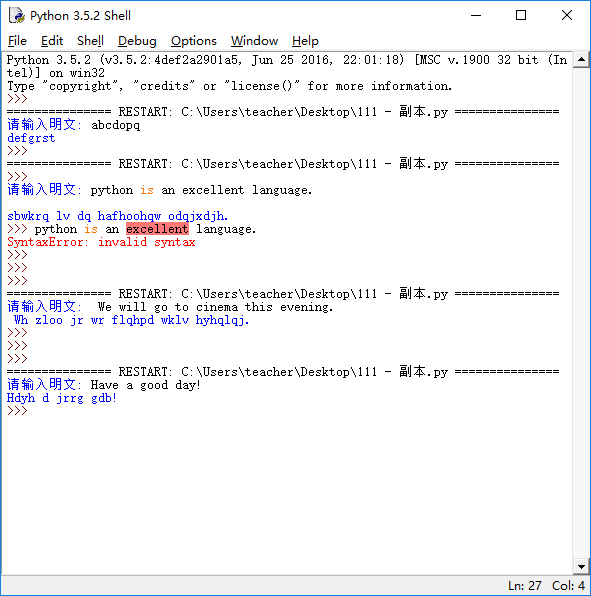 Python 3.5.2 Shell
File Edit Shell Debug Options Window Help
Python 3.5.2 (v3.5.2:4def2a2901a5, Jun 25 2016, 22:01:18) [MSC v.1900 32 bit (In
tel)] on win32
Type "copyright", "credits" or "license()" for more information.
>>>
=============== RESTART: C:\Users\teacher\Desktop\111 - 副本.py ===============
请输入明文: abcdopq
defgrst
>>>
=============== RESTART: C:\Users\teacher\Desktop\111 - 副本.py ===============
>>>
请输入明文: python is an excellent language.
sbwkrq lv dq hafhoohqw odqjxdjh.
>>> python is an excellent language.
SyntaxError: invalid syntax
>>>
>>>
>>>
=============== RESTART: C:\Users\teacher\Desktop\111 - 副本.py ===============
请输入明文:  We will go to cinema this evening.
 Wh zloo jr wr flqhpd wklv hyhqlqj.
>>>
>>>
>>>
=============== RESTART: C:\Users\teacher\Desktop\111 - 副本.py ===============
请输入明文: Have a good day!
Hdyh d jrrg gdb!
>>>
Ln: 27 Col: 4